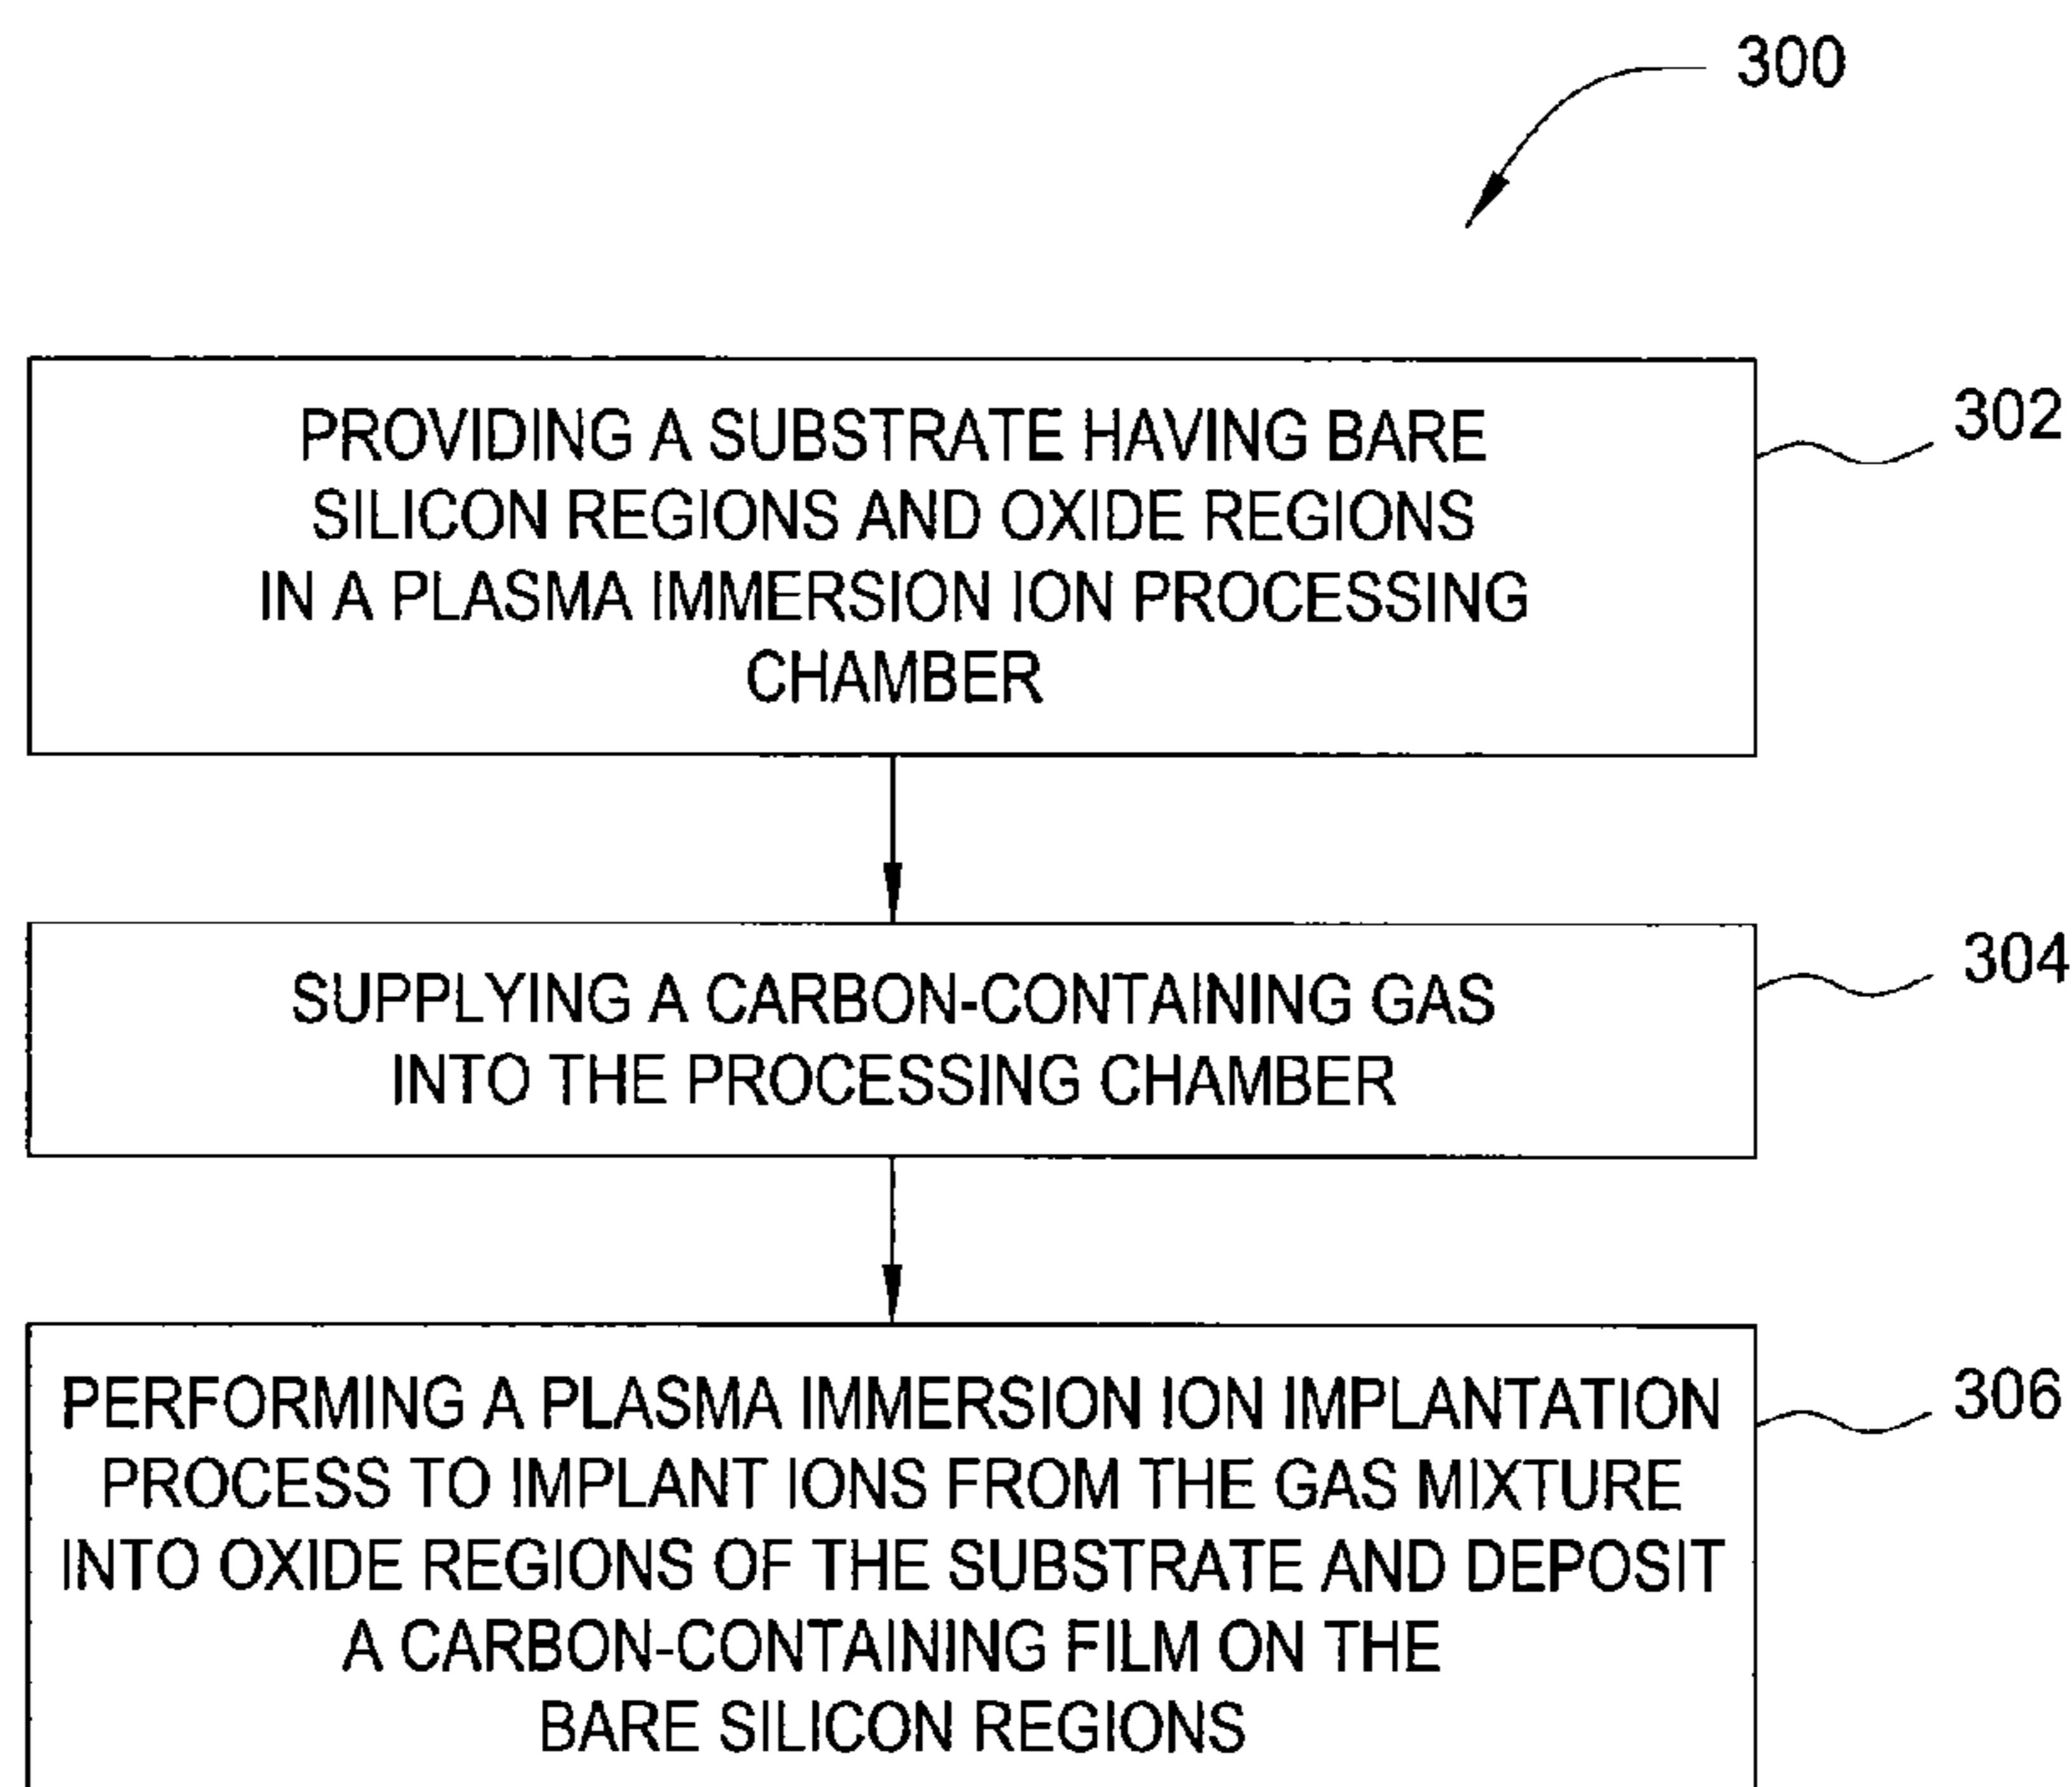 300
PROVIDING A SUBSTRATE HAVING BARE
SILICON REGIONS AND OXIDE REGIONS
IN A PLASMA IMMERSION ION PROCESSING
CHAMBER
302
SUPPLYING A CARBON-CONTAINING GAS
INTO THE PROCESSING CHAMBER
304
PERFORMING A PLASMA IMMERSION ION IMPLANTATION
PROCESS TO IMPLANT IONS FROM THE GAS MIXTURE
INTO OXIDE REGIONS OF THE SUBSTRATE AND DEPOSIT
A CARBON-CONTAINING FILM ON THE
BARE SILICON REGIONS
306